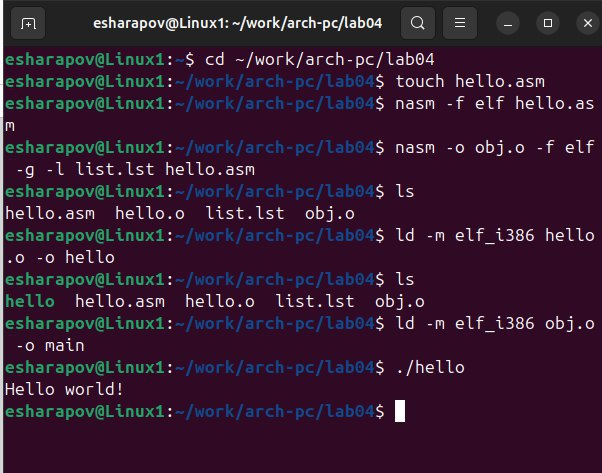 esharapov@Linux1: ~/work/arch-pc/lab04
esharapov@Linux1:~$ cd ~/work/arch-pc/lab04
esharapov@Linux1:~/work/arch-pc/lab04$ touch hello.asm
esharapov@Linux1:~/work/arch-pc/lab04$ nasm -f elf hello.as
m
esharapov@Linux1:~/work/arch-pc/lab04$ nasm -o obj.o -f elf
 -g -l list.lst hello.asm
esharapov@Linux1:~/work/arch-pc/lab04$ ls
hello.asm  hello.o  list.lst  obj.o
esharapov@Linux1:~/work/arch-pc/lab04$ ld -m elf_i386 hello
.o -o hello
esharapov@Linux1:~/work/arch-pc/lab04$ ls
hello  hello.asm  hello.o  list.lst  obj.o
esharapov@Linux1:~/work/arch-pc/lab04$ ld -m elf_i386 obj.o
 -o main
esharapov@Linux1:~/work/arch-pc/lab04$ ./hello
Hello world!
esharapov@Linux1:~/work/arch-pc/lab04$